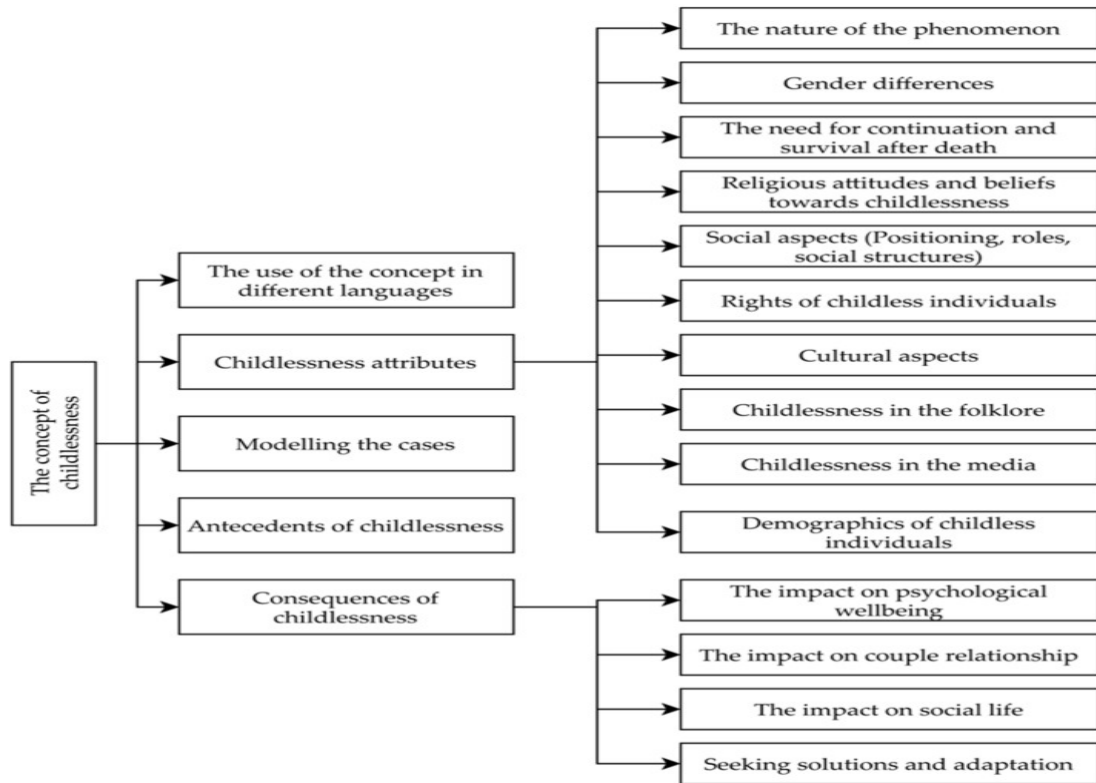 The concept of
childlessness
The use of the concept in
different languages
Childlessness attributes
Modelling the cases
Antecedents of childlessness
Consequences of
childlessness
The nature of the phenomenon
Gender differences
The need for continuation and
survival after death
Religious attitudes and beliefs
towards childlessness
Social aspects (Positioning, roles,
social structures)
Rights of childless individuals
Cultural aspects
Childlessness in the folklore
Childlessness in the media
Demographics of childless
individuals
The impact on psychological
wellbeing
The impact on couple relationship
The impact on social life
Seeking solutions and adaptation